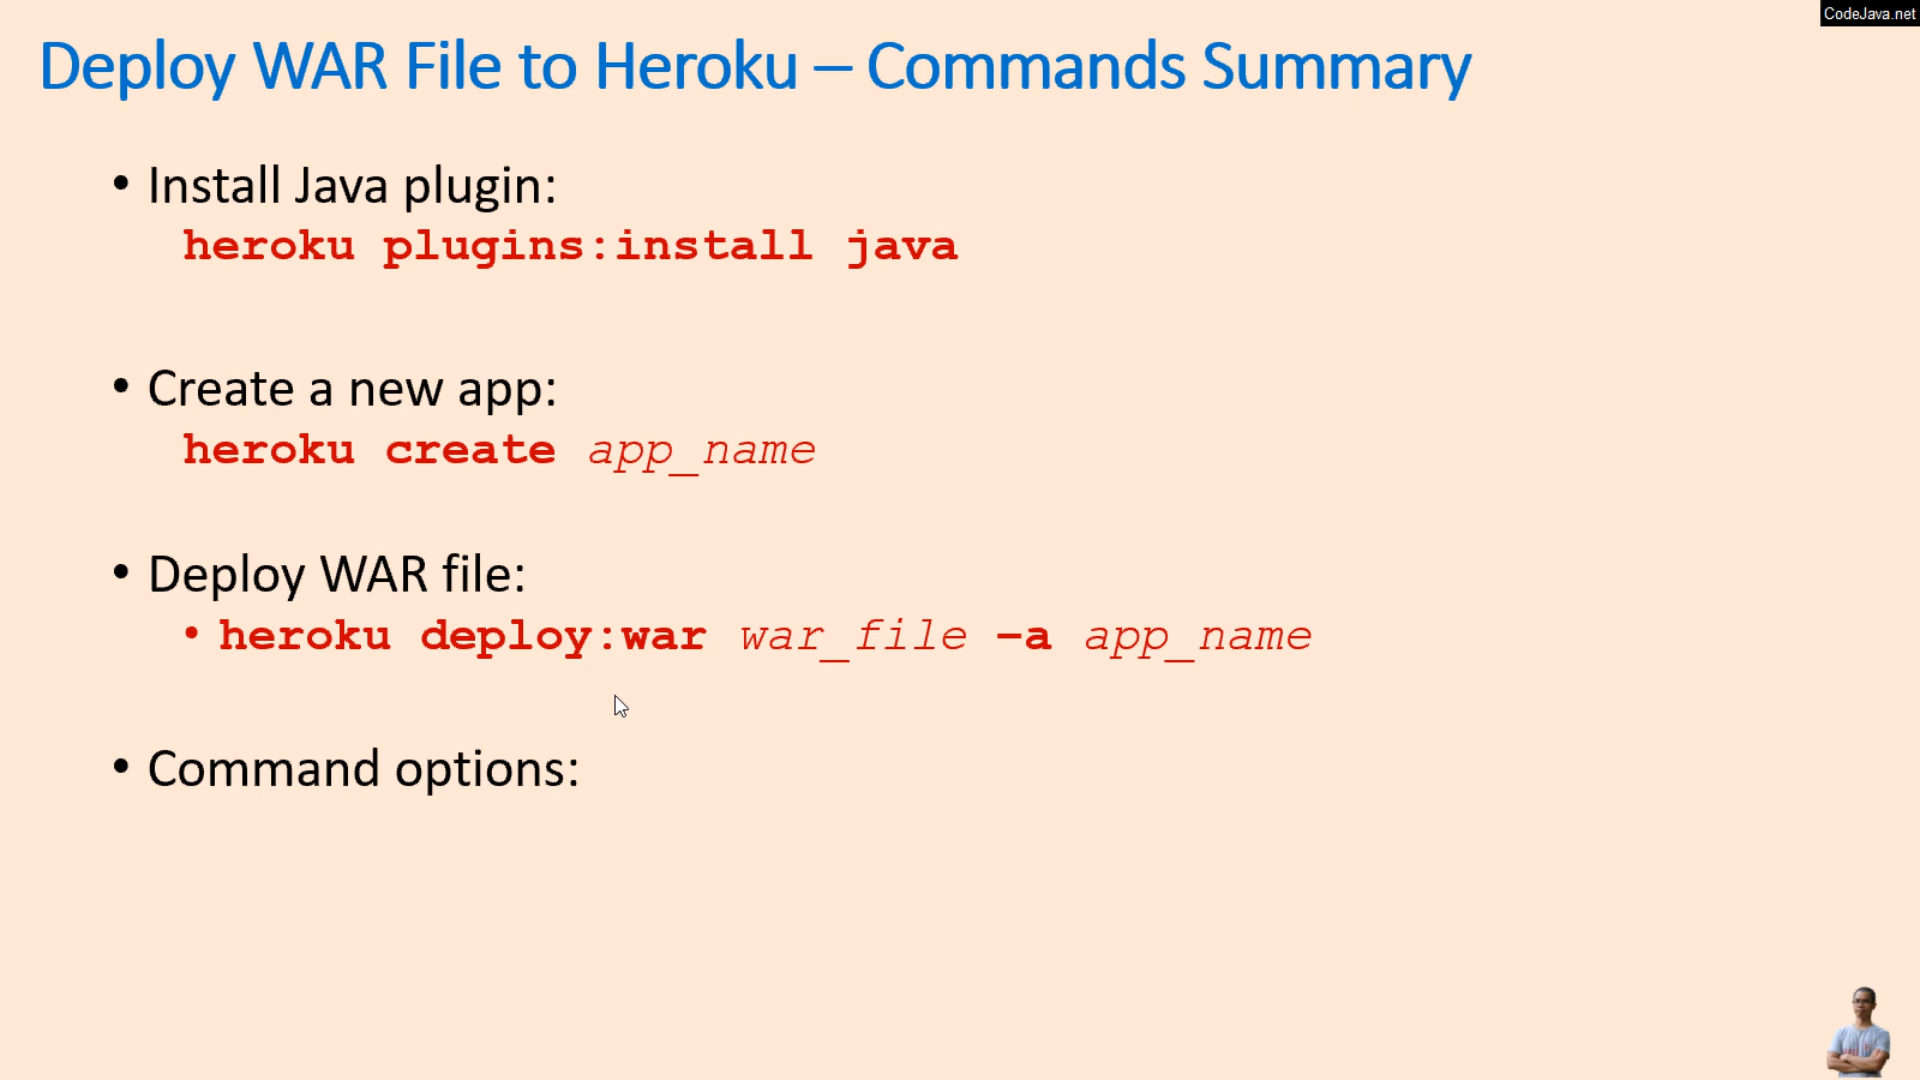 CodeJava.net
Deploy WAR File to Heroku – Commands Summary
• Install Java plugin:
heroku plugins:install java
• Create a new app:
heroku create app_name
• Deploy WAR file:
• heroku deploy:war war_file –a app_name
• Command options: